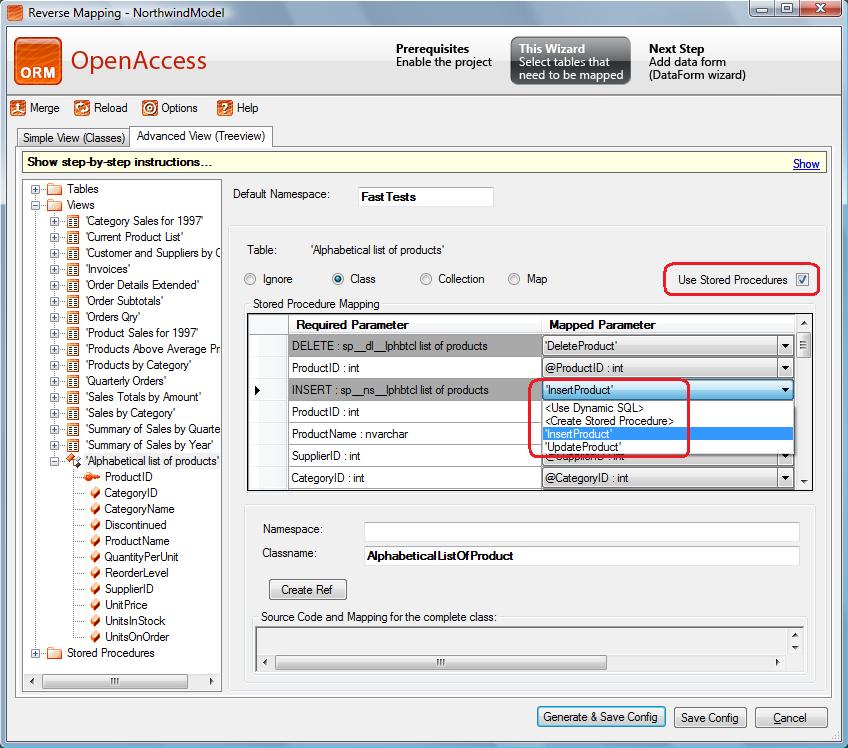 Reverse Mapping - NorthwindModel
ORM
OpenAccess
Prerequisites
Enable the project
This Wizard
Select tables that
need to be mapped
Next Step
Add data form
(DataForm wizard)
Merge Reload Options Help
Simple View (Classes) Advanced View (Treeview)
Show step-by-step instructions... Show
Tables
Views
'Category Sales for 1997'
'Current Product List'
'Customer and Suppliers by C
'Invoices'
'Order Details Extended'
'Order Subtotals'
'Orders Qry'
'Product Sales for 1997'
'Products Above Average Pr
'Products by Category'
'Quarterly Orders'
'Sales Totals by Amount'
'Sales by Category'
'Summary of Sales by Quarte
'Summary of Sales by Year'
'Alphabetical list of products'
ProductID
CategoryID
CategoryName
Discontinued
ProductName
QuantityPerUnit
ReorderLevel
SupplierID
UnitPrice
UnitsInStock
UnitsOnOrder
Stored Procedures
Default Namespace: FastTests
Table: 'Alphabetical list of products'
Ignore Class Collection Map Use Stored Procedures
Stored Procedure Mapping
Required Parameter Mapped Parameter
DELETE : sp__dl__lphbtcl list of products 'DeleteProduct'
ProductID : int @ProductID : int
INSERT : sp__ns__lphbtcl list of products 'InsertProduct'
ProductID : int
<Use Dynamic SQL>
<Create Stored Procedure>
ProductName : nvarchar 'InsertProduct'
'UpdateProduct'
SupplierID : int @SupplierID : int
CategoryID : int @CategoryID : int
Namespace:
Classname: AlphabeticalListOfProduct
Create Ref
Source Code and Mapping for the complete class:
Generate & Save Config Save Config Cancel